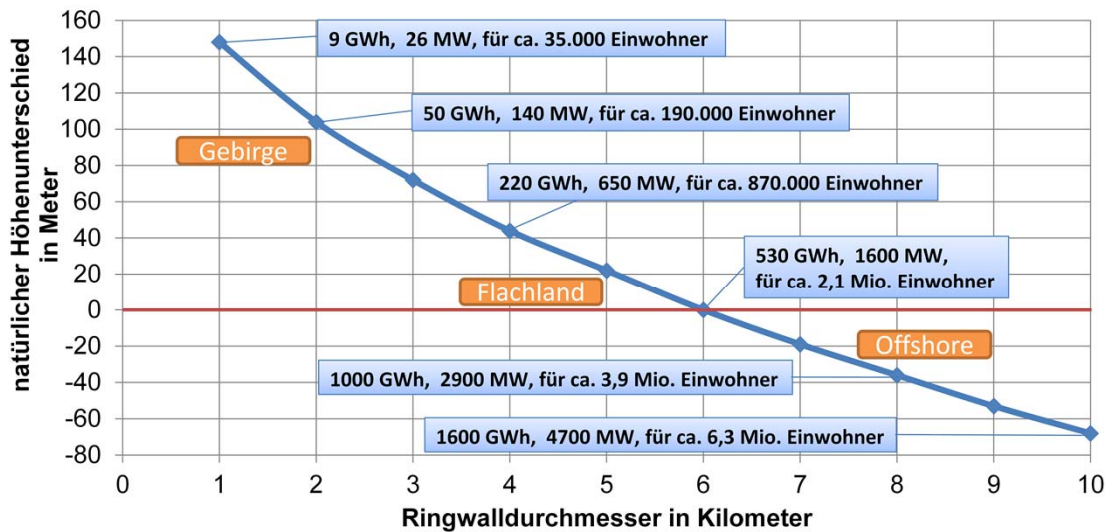 160
140
120
100
80
60
40
20
0
-20
-40
-60
-80
natürlicher Höhenunterschied
in Meter
9 GWh, 26 MW, für ca. 35.000 Einwohner
50 GWh, 140 MW, für ca. 190.000 Einwohner
Gebirge
220 GWh, 650 MW, für ca. 870.000 Einwohner
530 GWh, 1600 MW,
für ca. 2,1 Mio. Einwohner
Flachland
Offshore
1000 GWh, 2900 MW, für ca. 3,9 Mio. Einwohner
1600 GWh, 4700 MW, für ca. 6,3 Mio. Einwohner
0 1 2 3 4 5 6 7 8 9 10
Ringwalldurchmesser in Kilometer